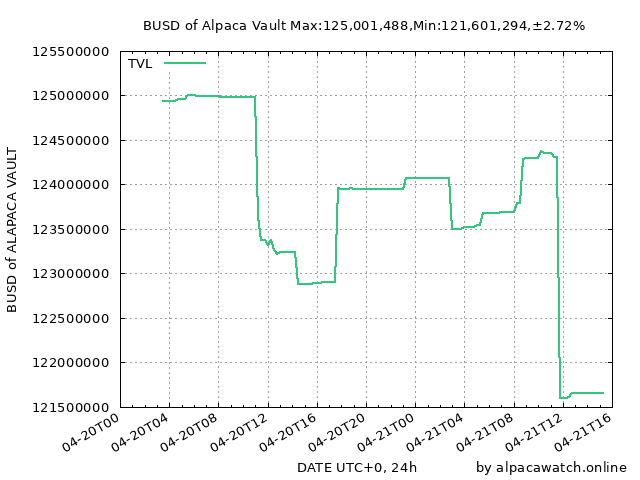 BUSD of Alpaca Vault Max:125,001,488,Min:121,601,294,±2.72%
TVL
125500000
125000000
124500000
124000000
123500000
123000000
122500000
122000000
121500000
BUSD of ALAPACA VAULT
04-20T00
04-20T04
04-20T08
04-20T12
04-20T16
04-20T20
04-21T00
04-21T04
04-21T08
04-21T12
04-21T16
DATE UTC+0, 24h
by alpacawatch.online